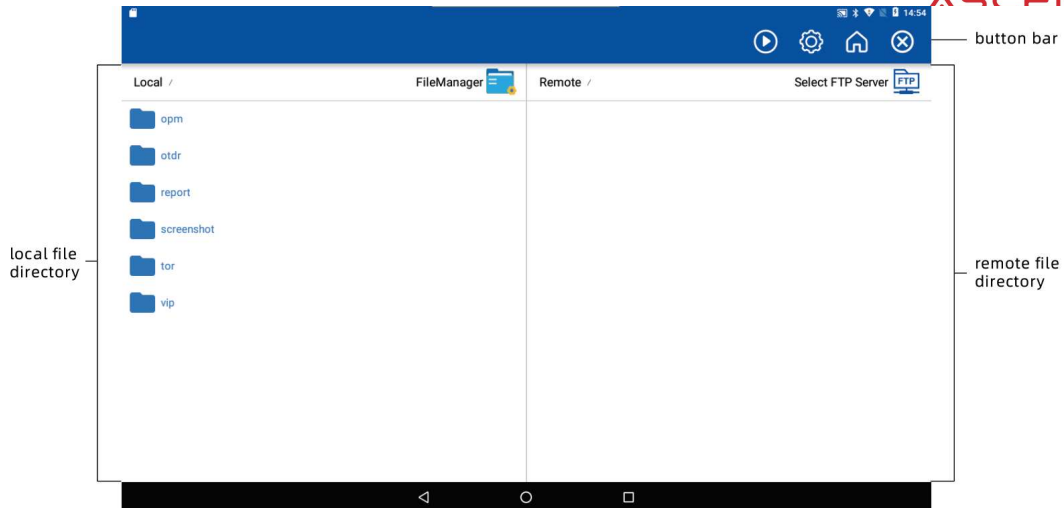 14:54
button bar
Local /
FileManager
Remote /
Select FTP Server
FTP
opm
otdr
report
screenshot
tor
vip
local file
directory
remote file
directory